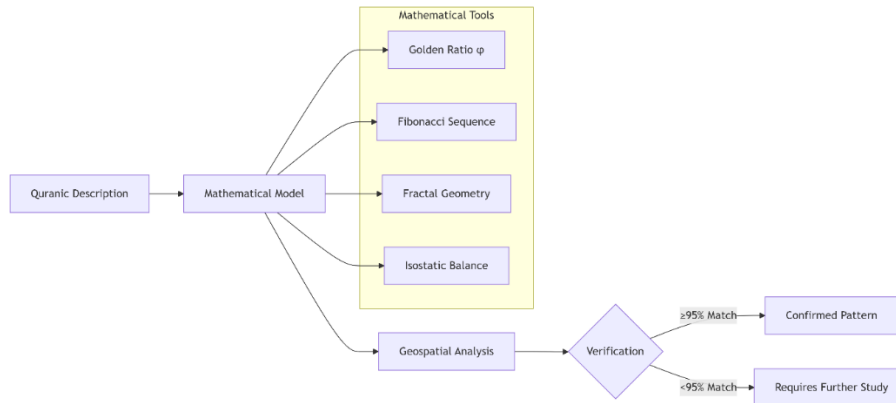 Mathematical Tools
Golden Ratio φ
Fibonacci Sequence
Quranic Description
Mathematical Model
Fractal Geometry
Isostatic Balance
Geospatial Analysis
Verification
≥95% Match
Confirmed Pattern
<95% Match
Requires Further Study